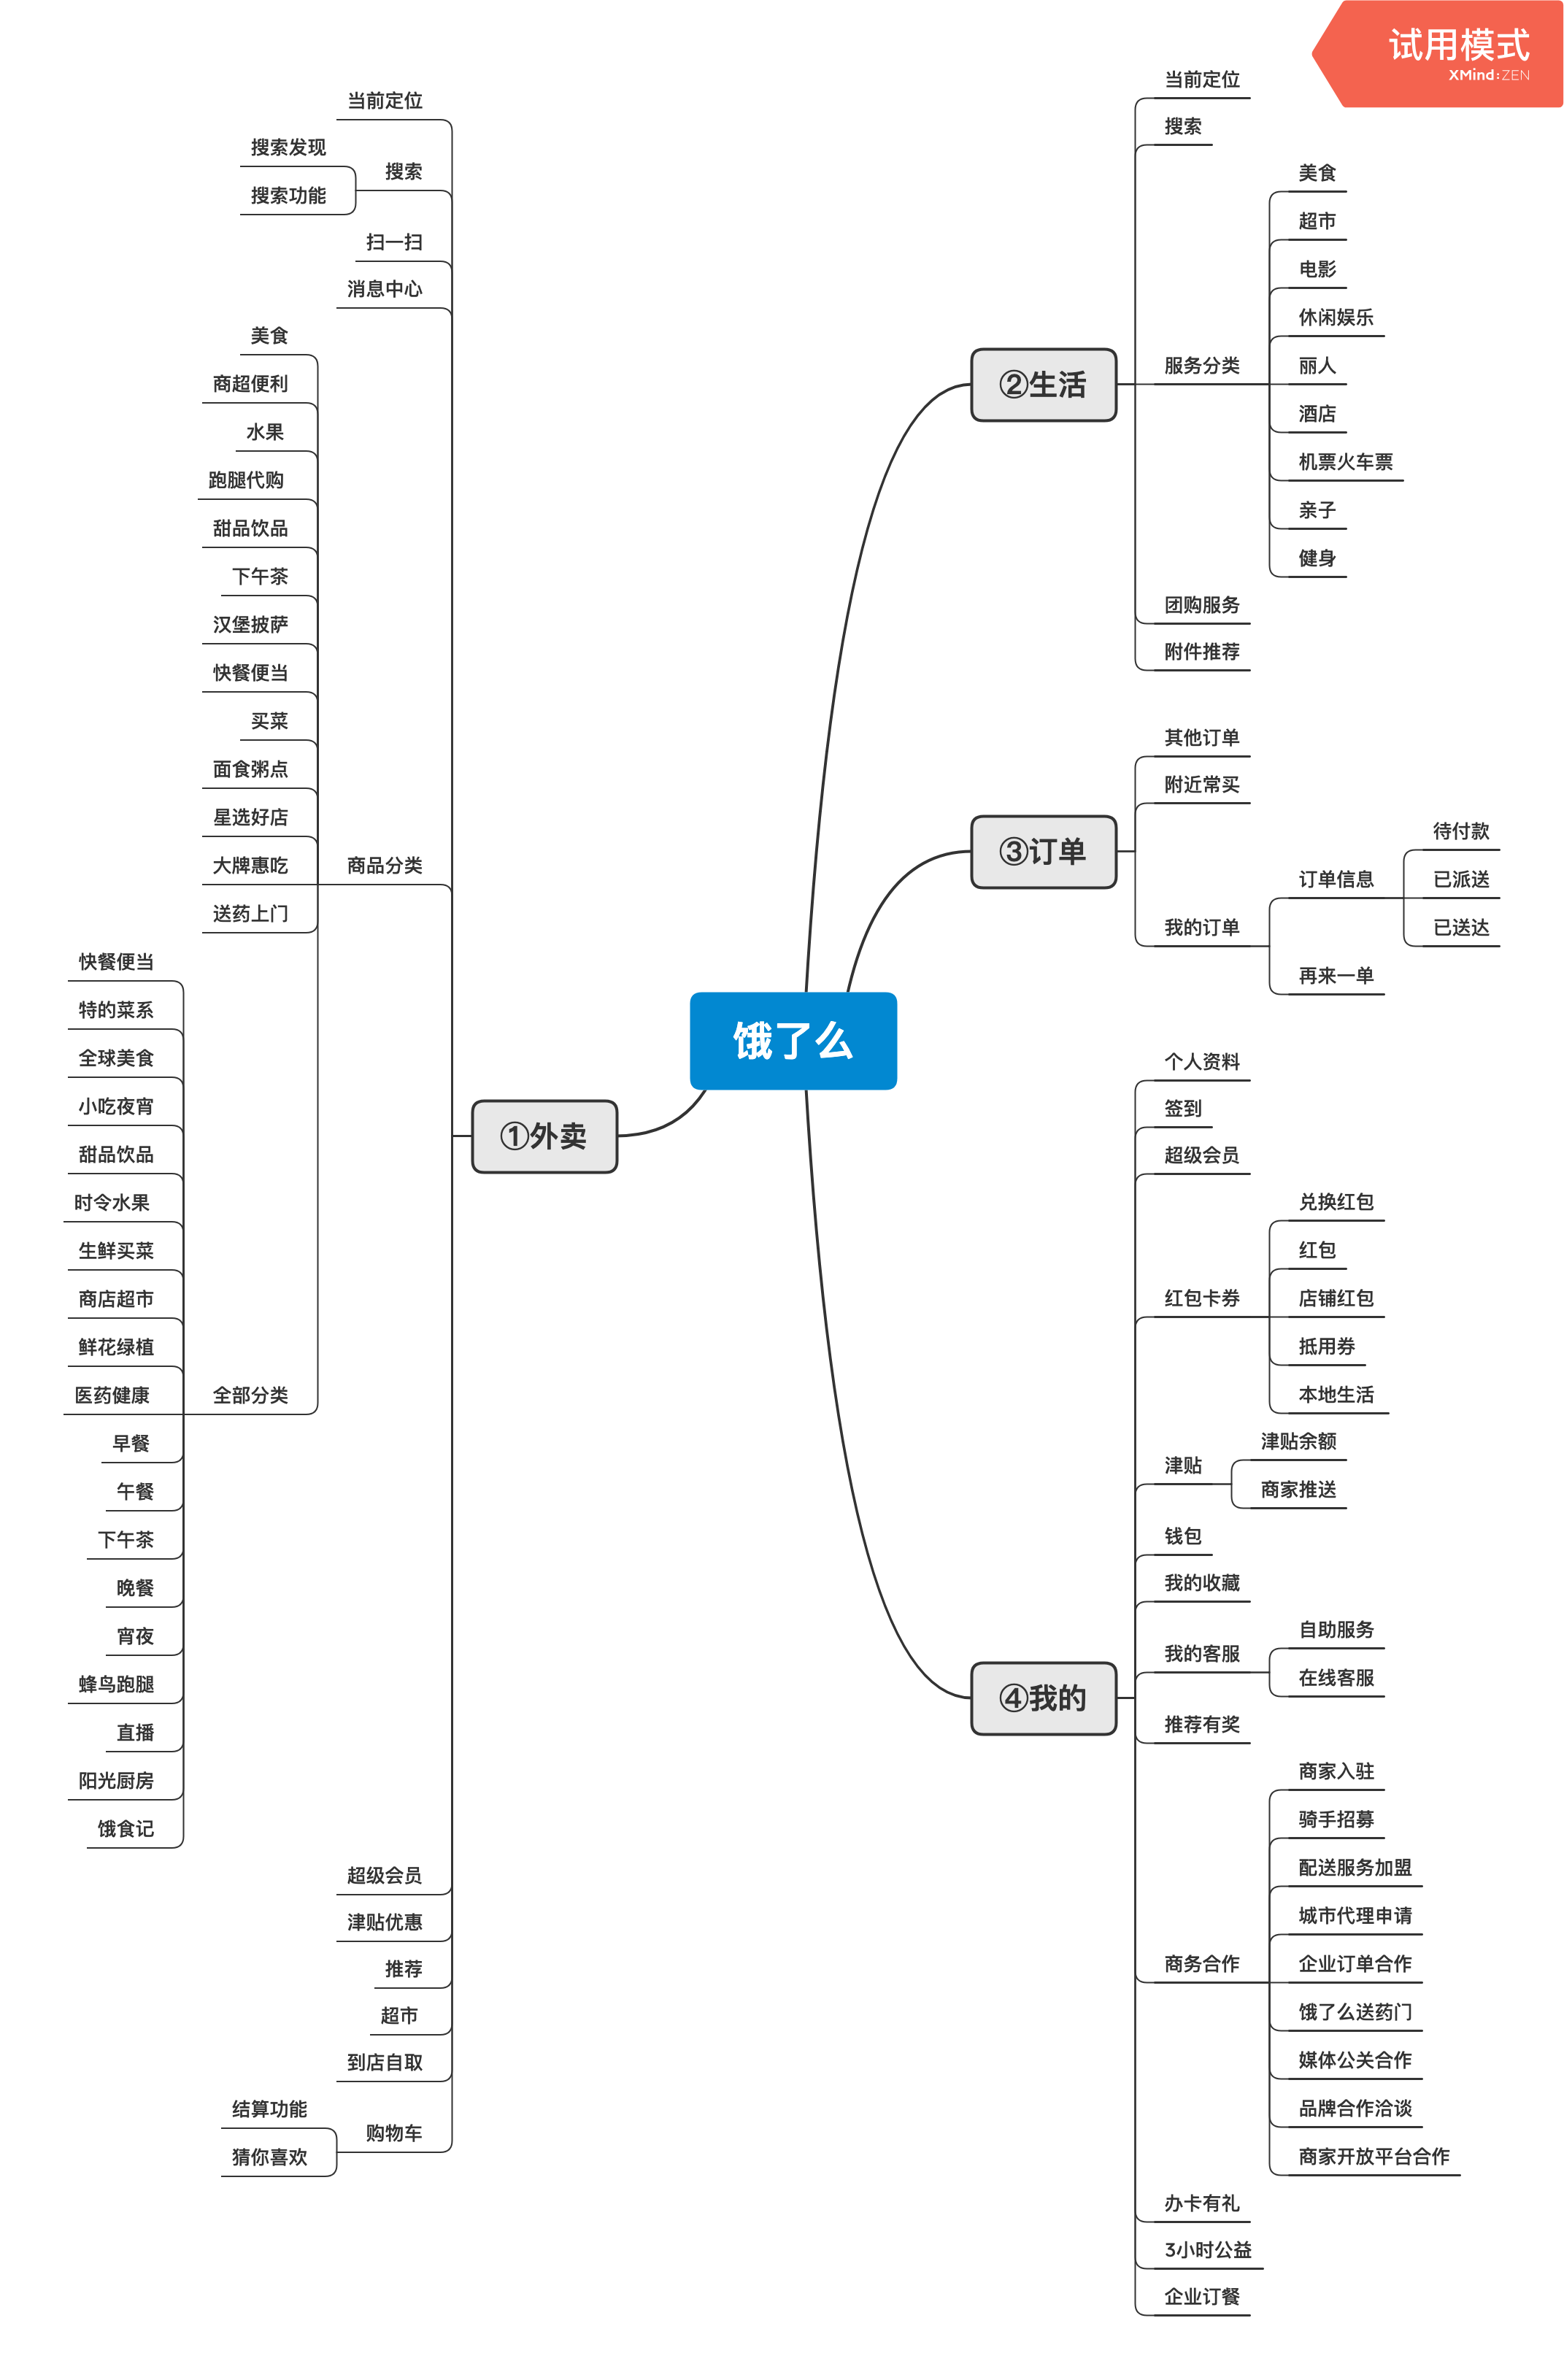 试用模式
XMind:ZEN
饿了么
①外卖
当前定位
搜索
搜索发现
搜索功能
扫一扫
消息中心
商品分类
美食
商超便利
水果
跑腿代购
甜品饮品
下午茶
汉堡披萨
快餐便当
买菜
面食粥点
星选好店
大牌惠吃
送药上门
全部分类
快餐便当
特的菜系
全球美食
小吃夜宵
甜品饮品
时令水果
生鲜买菜
商店超市
鲜花绿植
医药健康
早餐
午餐
下午茶
晚餐
宵夜
蜂鸟跑腿
直播
阳光厨房
饿食记
超级会员
津贴优惠
推荐
超市
到店自取
购物车
结算功能
猜你喜欢
②生活
当前定位
搜索
服务分类
美食
超市
电影
休闲娱乐
丽人
酒店
机票火车票
亲子
健身
团购服务
附件推荐
③订单
其他订单
附近常买
我的订单
订单信息
待付款
已派送
已送达
再来一单
④我的
个人资料
签到
超级会员
红包卡券
兑换红包
红包
店铺红包
抵用券
本地生活
津贴
津贴余额
商家推送
钱包
我的收藏
我的客服
自助服务
在线客服
推荐有奖
商务合作
商家入驻
骑手招募
配送服务加盟
城市代理申请
企业订单合作
饿了么送药门
媒体公关合作
品牌合作洽谈
商家开放平台合作
办卡有礼
3小时公益
企业订餐